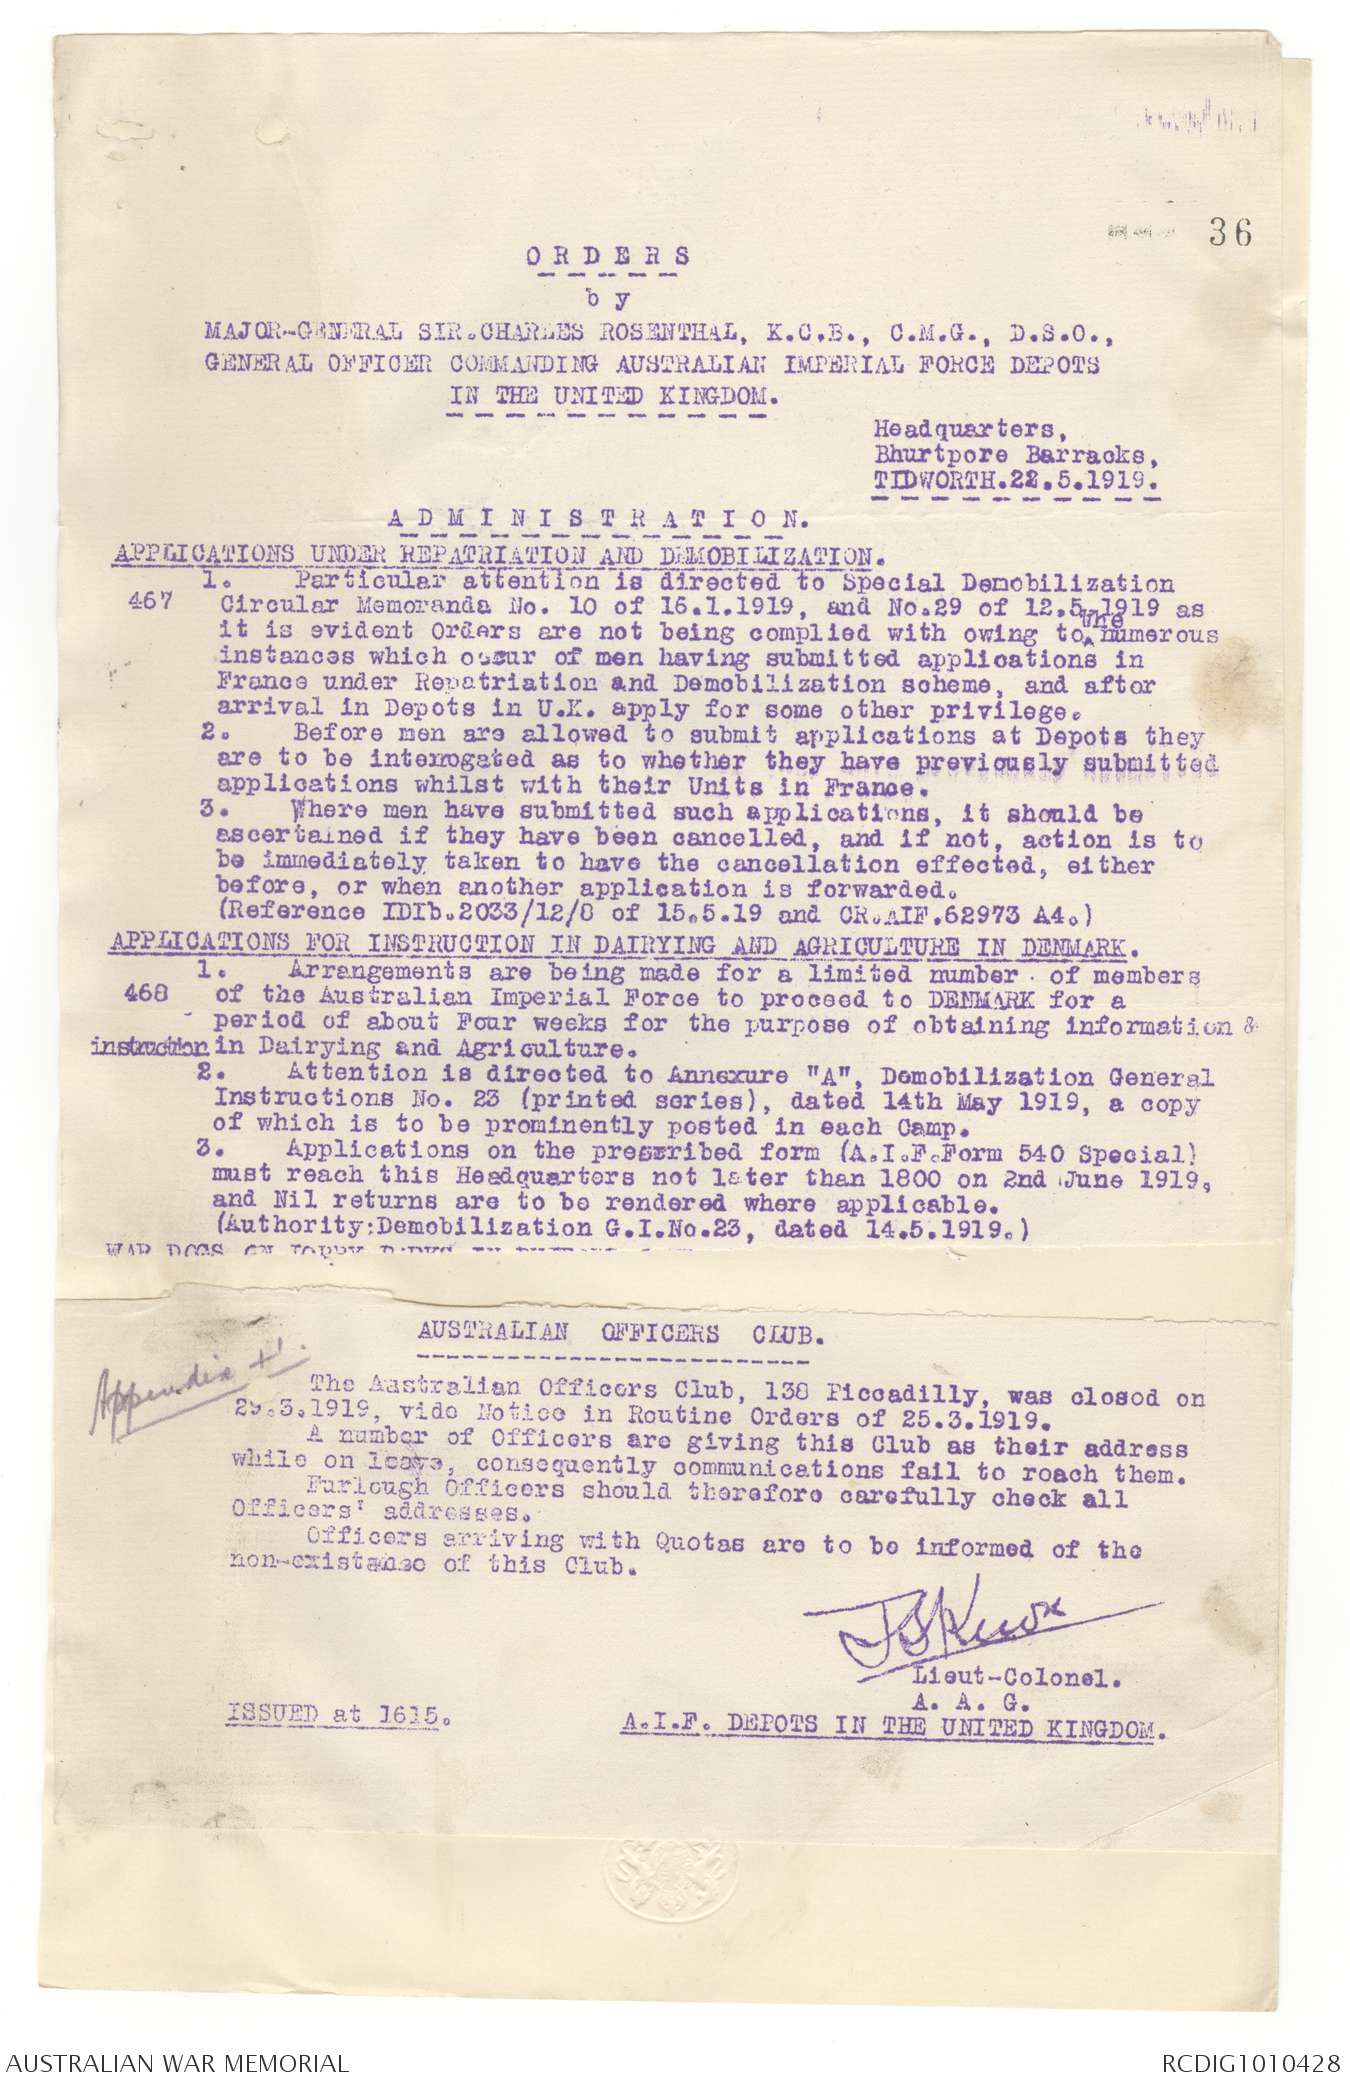 36
O R D E R S
b y
MAJOR-GENERAL SIR.CHARLES ROSENTHAL, K.C.B., C.M.G., D.S.O.,
GENERAL OFFICER COMMANDING AUSTRALIAN IMPERIAL FORCE DEPOTS
IN THE UNITED KINGDOM.
Headquarters,
Bhurtpore Barracks,
TIDWORTH.22.5.1919.
A D M I N I S T R A T I O N.
APPLICATIONS UNDER REPATRIATION AND DEMOBILIZATION.
1. Particular attention is directed to Special Demobilization
467 Circular Memoranda No. 10 of 16.1.1919, and No.29 of 12.5.1919 as
it is evident Orders are not being complied with owing to the numerous
instances which occur of men having submitted applications in
France under Repatriation and Demobilization scheme, and after
arrival in Depots in U.K. apply for some other privilege.
2. Before men are allowed to submit applications at Depots they
are to be interrogated as to whether they have previously submitted
applications whilst with their Units in France.
3. Where men have submitted such applications, it should be
ascertained if they have been cancelled, and if not, action is to
be immediately taken to have the cancellation effected, either
before, or when another application is forwarded.
(Reference IDIb.2033/12/8 of 15.5.19 and CR.AIF.62973 A4.)
APPLICATIONS FOR INSTRUCTION IN DAIRYING AND AGRICULTURE IN DENMARK.
1. Arrangements are being made for a limited number of members
468 of the Australian Imperial Force to proceed to DENMARK for a
period of about Four weeks for the purpose of obtaining information &
instruction in Dairying and Agriculture.
2. Attention is directed to Annexure "A", Demobilization General
Instructions No. 23 (printed series), dated 14th May 1919, a copy
of which is to be prominently posted in each Camp.
3. Applications on the prescribed form (A.I.F.Form 540 Special)
must reach this Headquarters not later than 1800 on 2nd June 1919,
and Nil returns are to be rendered where applicable.
(Authority:Demobilization G.I.No.23, dated 14.5.1919.)
WAR DOGS ON
AUSTRALIAN OFFICERS CLUB.
Appendix
The Australian Officers Club, 138 Piccadilly, was closed on
29.3.1919, vide Notice in Routine Orders of 25.3.1919.
A number of Officers are giving this Club as their address
while on leave, consequently communications fail to reach them.
Furlough Officers should therefore carefully check all
Officers' addresses.
Officers arriving with Quotas are to be informed of the
non-existance of this Club.
Lieut-Colonel.
A. A. G.
ISSUED at 1615.
A.I.F. DEPOTS IN THE UNITED KINGDOM.
AUSTRALIAN WAR MEMORIAL
RCDIG1010428